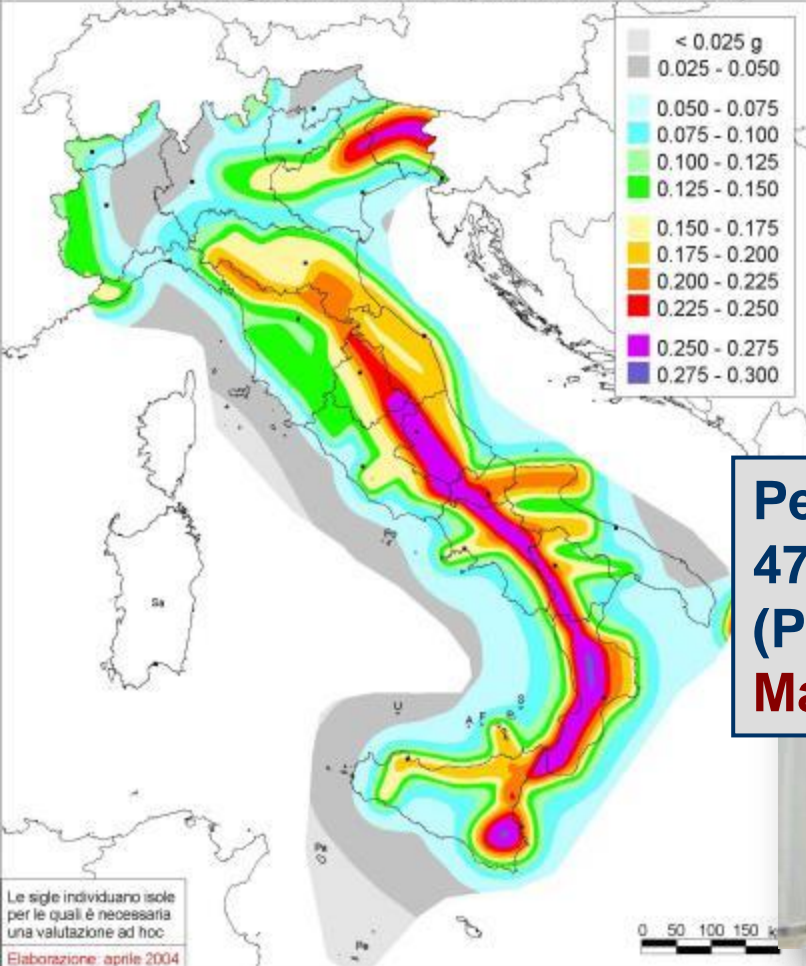 < 0.025 g
0.025 - 0.050
0.050 - 0.075
0.075 - 0.100
0.100 - 0.125
0.125 - 0.150
0.150 - 0.175
0.175 - 0.200
0.200 - 0.225
0.225 - 0.250
0.250 - 0.275
0.275 - 0.300
Pe
47
(P
Ma
Sa
U
A
F
S
Pa
Pe
Le sigle individuano isole
per le quali è necessaria
una valutazione ad hoc
Elaborazione: aprile 2004
0 50 100 150